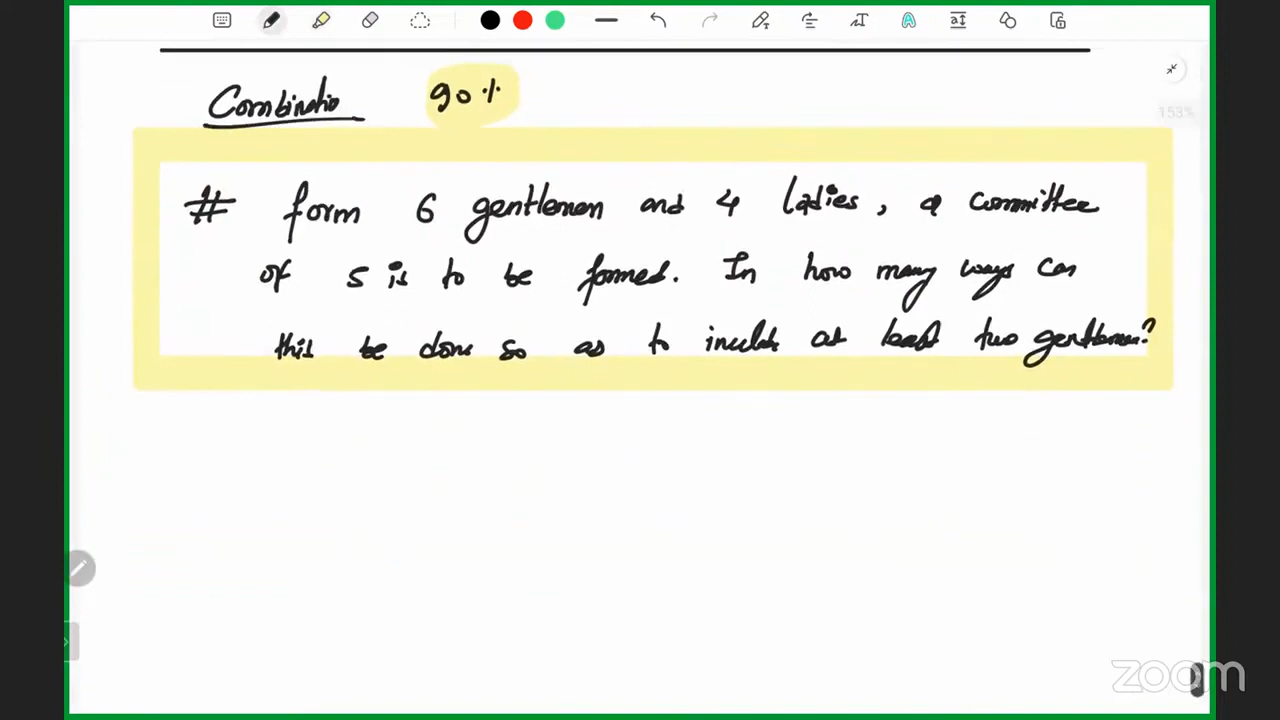 Combinatio 90%
# form 6 gentlemen and 4 ladies, a committee
of 5 is to be formed. In how many ways can
this be done so as to include at least two gentlemen?
153%
zoom